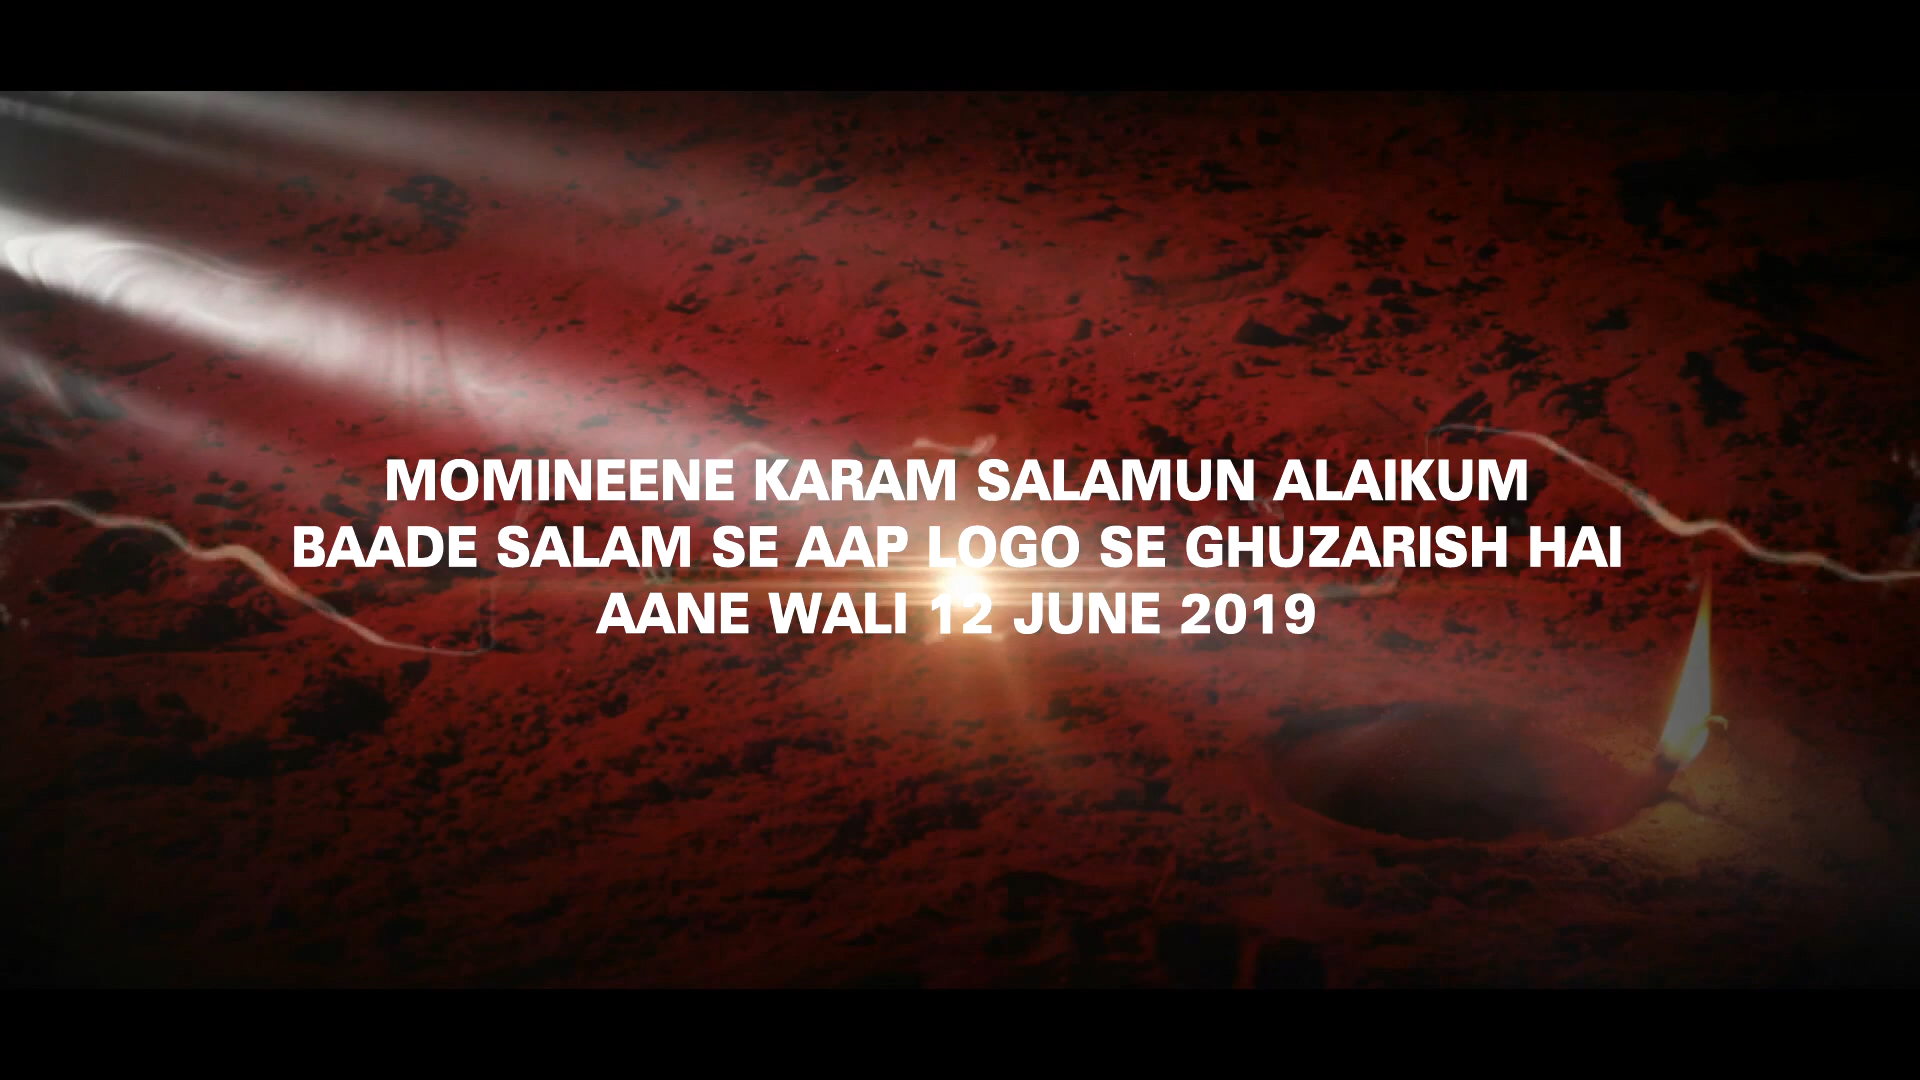 MOMINEENE KARAM SALAMUN ALAIKUM
BAADE SALAM SE AAP LOGO SE GHUZARISH HAI
AANE WALI 12 JUNE 2019